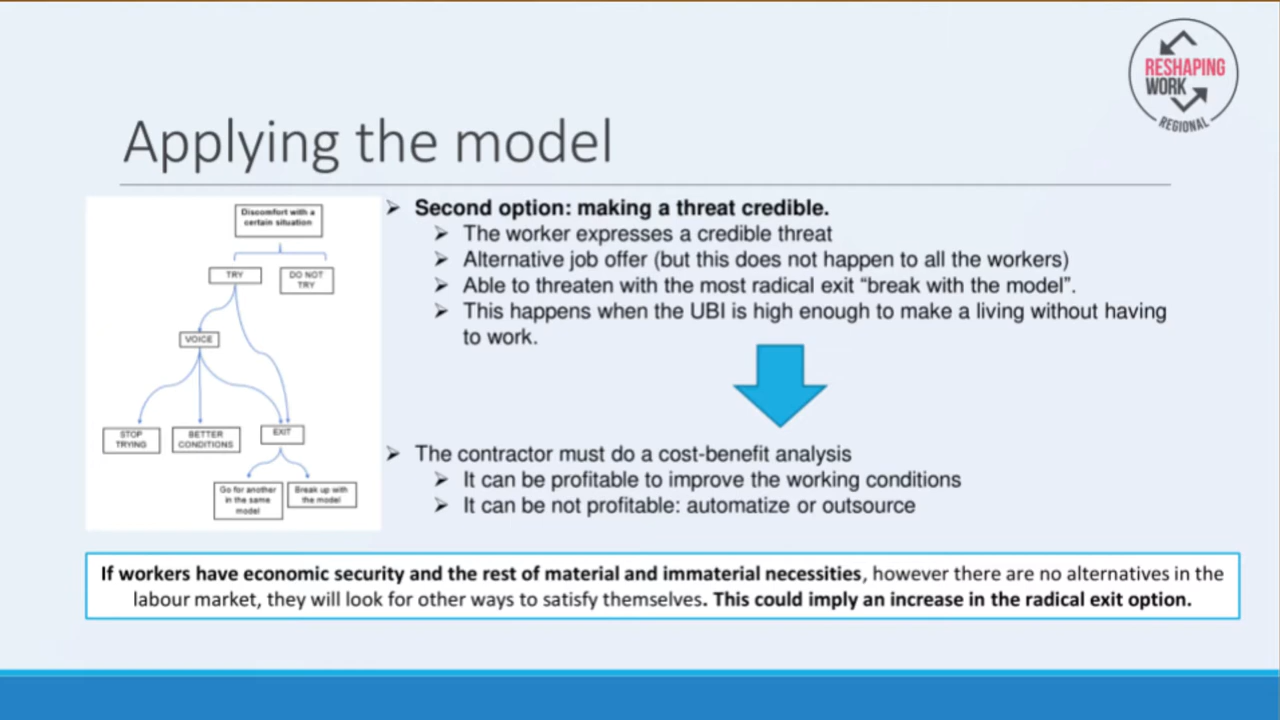 RESHAPING
WORK
REGIONAL
Applying the model
Discomfort with a
certain situation
TRY
DO NOT
TRY
VOICE
STOP
TRYING
BETTER
CONDITIONS
EXIT
Go for another
in the same
model
Break up with
the model
Second option: making a threat credible.
The worker expresses a credible threat
Alternative job offer (but this does not happen to all the workers)
Able to threaten with the most radical exit “break with the model”.
This happens when the UBI is high enough to make a living without having
to work.
The contractor must do a cost-benefit analysis
It can be profitable to improve the working conditions
It can be not profitable: automatize or outsource
If workers have economic security and the rest of material and immaterial necessities, however there are no alternatives in the
labour market, they will look for other ways to satisfy themselves. This could imply an increase in the radical exit option.